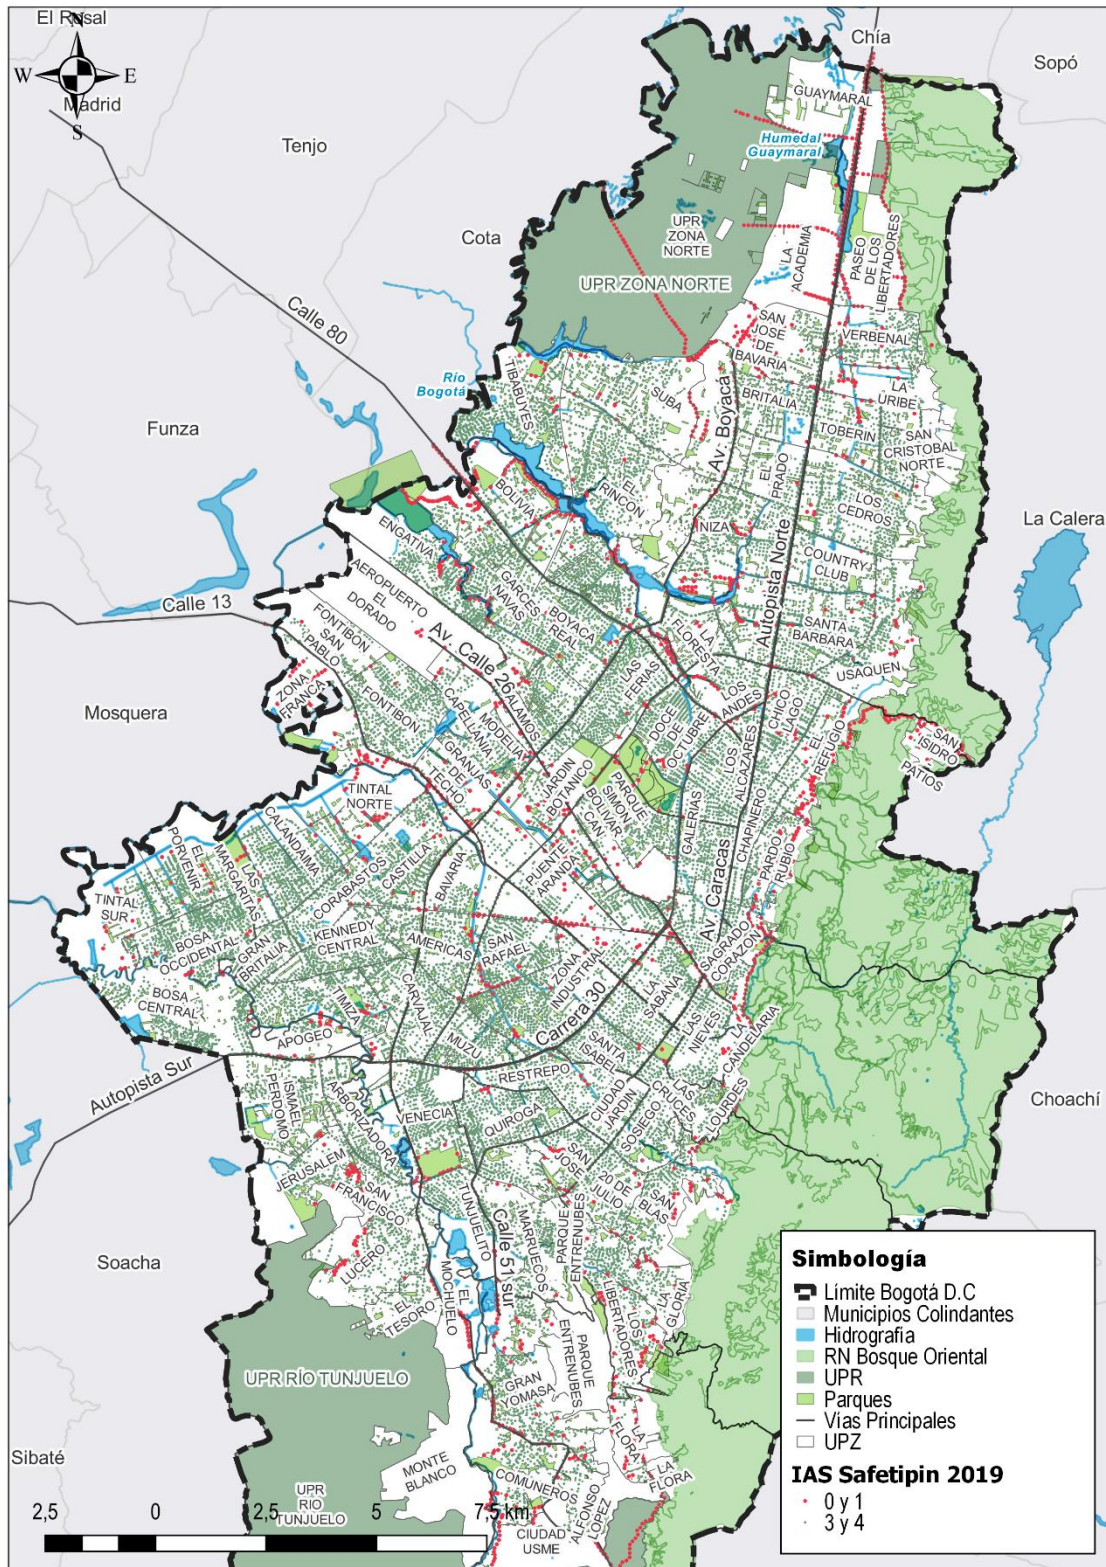 El Rosal
N
W
E
S
Madrid
Chía
Sopó
Tenjo
GUAYMARAL
Humedal
Guaymaral
Cota
UPR
ZONA
NORTE
UPR ZONA NORTE
LA
ACADEMIA
PASEO
DE LOS
LIBERTADORES
Calle 80
SAN
JOSE
DE
BAVARIA
VERBENAL
Río
Bogotá
TIBABUYES
SUBA
Av. Boyacá
BRITALIA
LA
URIBE
Funza
TOBERIN
SAN
CRISTOBAL
NORTE
EL
PRADO
EL
RINCON
BOLIVIA
LOS
CEDROS
NIZA
Autopista Norte
La Calera
ENGATIVA
COUNTRY
CLUB
GARCES
NAVAS
AEROPUERTO
EL
DORADO
Calle 13
BOYACA
REAL
SANTA
BARBARA
FONTIBON
SAN
PABLO
Av. Calle 26
LA
FLORESTA
USAQUEN
LAS
FERIAS
ZONA
FRANCA
LOS
ANDES
CHICO
LAGO
Mosquera
FONTIBON
CAPELLANIA
MODELIA
ALAMOS
DOCE
DE
OCTUBRE
EL
REFUGIO
SAN
ISIDRO
PATIOS
GRANJAS
DE
TECHO
JARDIN
BOTANICO
PARQUE
SIMON
BOLIVAR
CAN
LOS
ALCAZARES
TINTAL
NORTE
GALERIAS
CHAPINERO
CALANDAIMA
EL
PORVENIR
LAS
MARGARITAS
CORABASTOS
CASTILLA
BAVARIA
PUENTE
ARANDA
PARDO
RUBIO
Av. Caracas
TINTAL
SUR
BOSA
OCCIDENTAL
GRAN
BRITALIA
KENNEDY
CENTRAL
AMERICAS
SAN
RAFAEL
ZONA
INDUSTRIAL
SAGRADO
CORAZON
LA
SABANA
BOSA
CENTRAL
TIMIZA
CARVAJAL
Carrera 30
LAS
NIEVES
LA
CANDELARIA
APOGEO
MUZU
SANTA
ISABEL
Autopista Sur
RESTREPO
LAS
CRUCES
ISMAEL
PERDOMO
ARBORIZADORA
VENECIA
CIUDAD
JARDIN
LOURDES
Choachí
QUIROGA
SOSIEGO
JERUSALEM
SAN
FRANCISCO
SAN
JOSE
20 DE
JULIO
SAN
BLAS
TUNJUELITO
MARRUECOS
PARQUE
ENTRENUBES
Calle 51 sur
Soacha
LUCERO
EL
TESORO
EL
MOCHUELO
LOS
LIBERTADORES
LA
GLORIA
PARQUE
ENTRENUBES
UPR RÍO TUNJUELO
GRAN
YOMASA
LA
FLORA
LA
FLORA
Sibaté
MONTE
BLANCO
COMUNEROS
ALFONSO
LOPEZ
UPR
RIO
TUNJUELO
CIUDAD
USME
2,5 0 2,5 5 7,5 km
Simbología
Límite Bogotá D.C
Municipios Colindantes
Hidrografia
RN Bosque Oriental
UPR
Parques
Vias Principales
UPZ
IAS Safetipin 2019
0 y 1
3 y 4